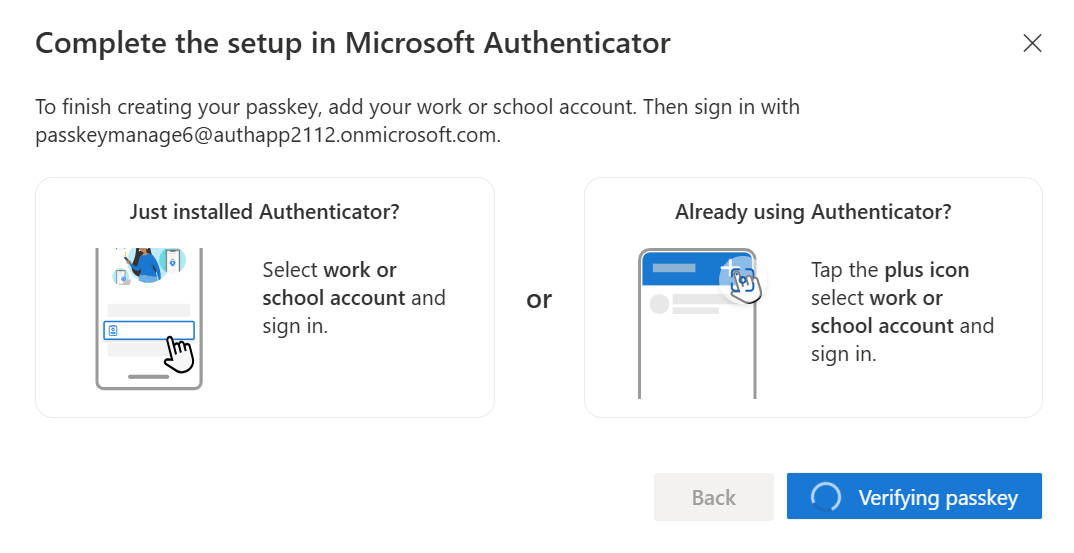 Complete the setup in Microsoft Authenticator
To finish creating your passkey, add your work or school account. Then sign in with
passkeymanage6@authapp2112.onmicrosoft.com.
Just installed Authenticator?
Select work or
school account and
sign in.
or
Already using Authenticator?
Tap the plus icon
select work or
school account and
sign in.
Back
Verifying passkey